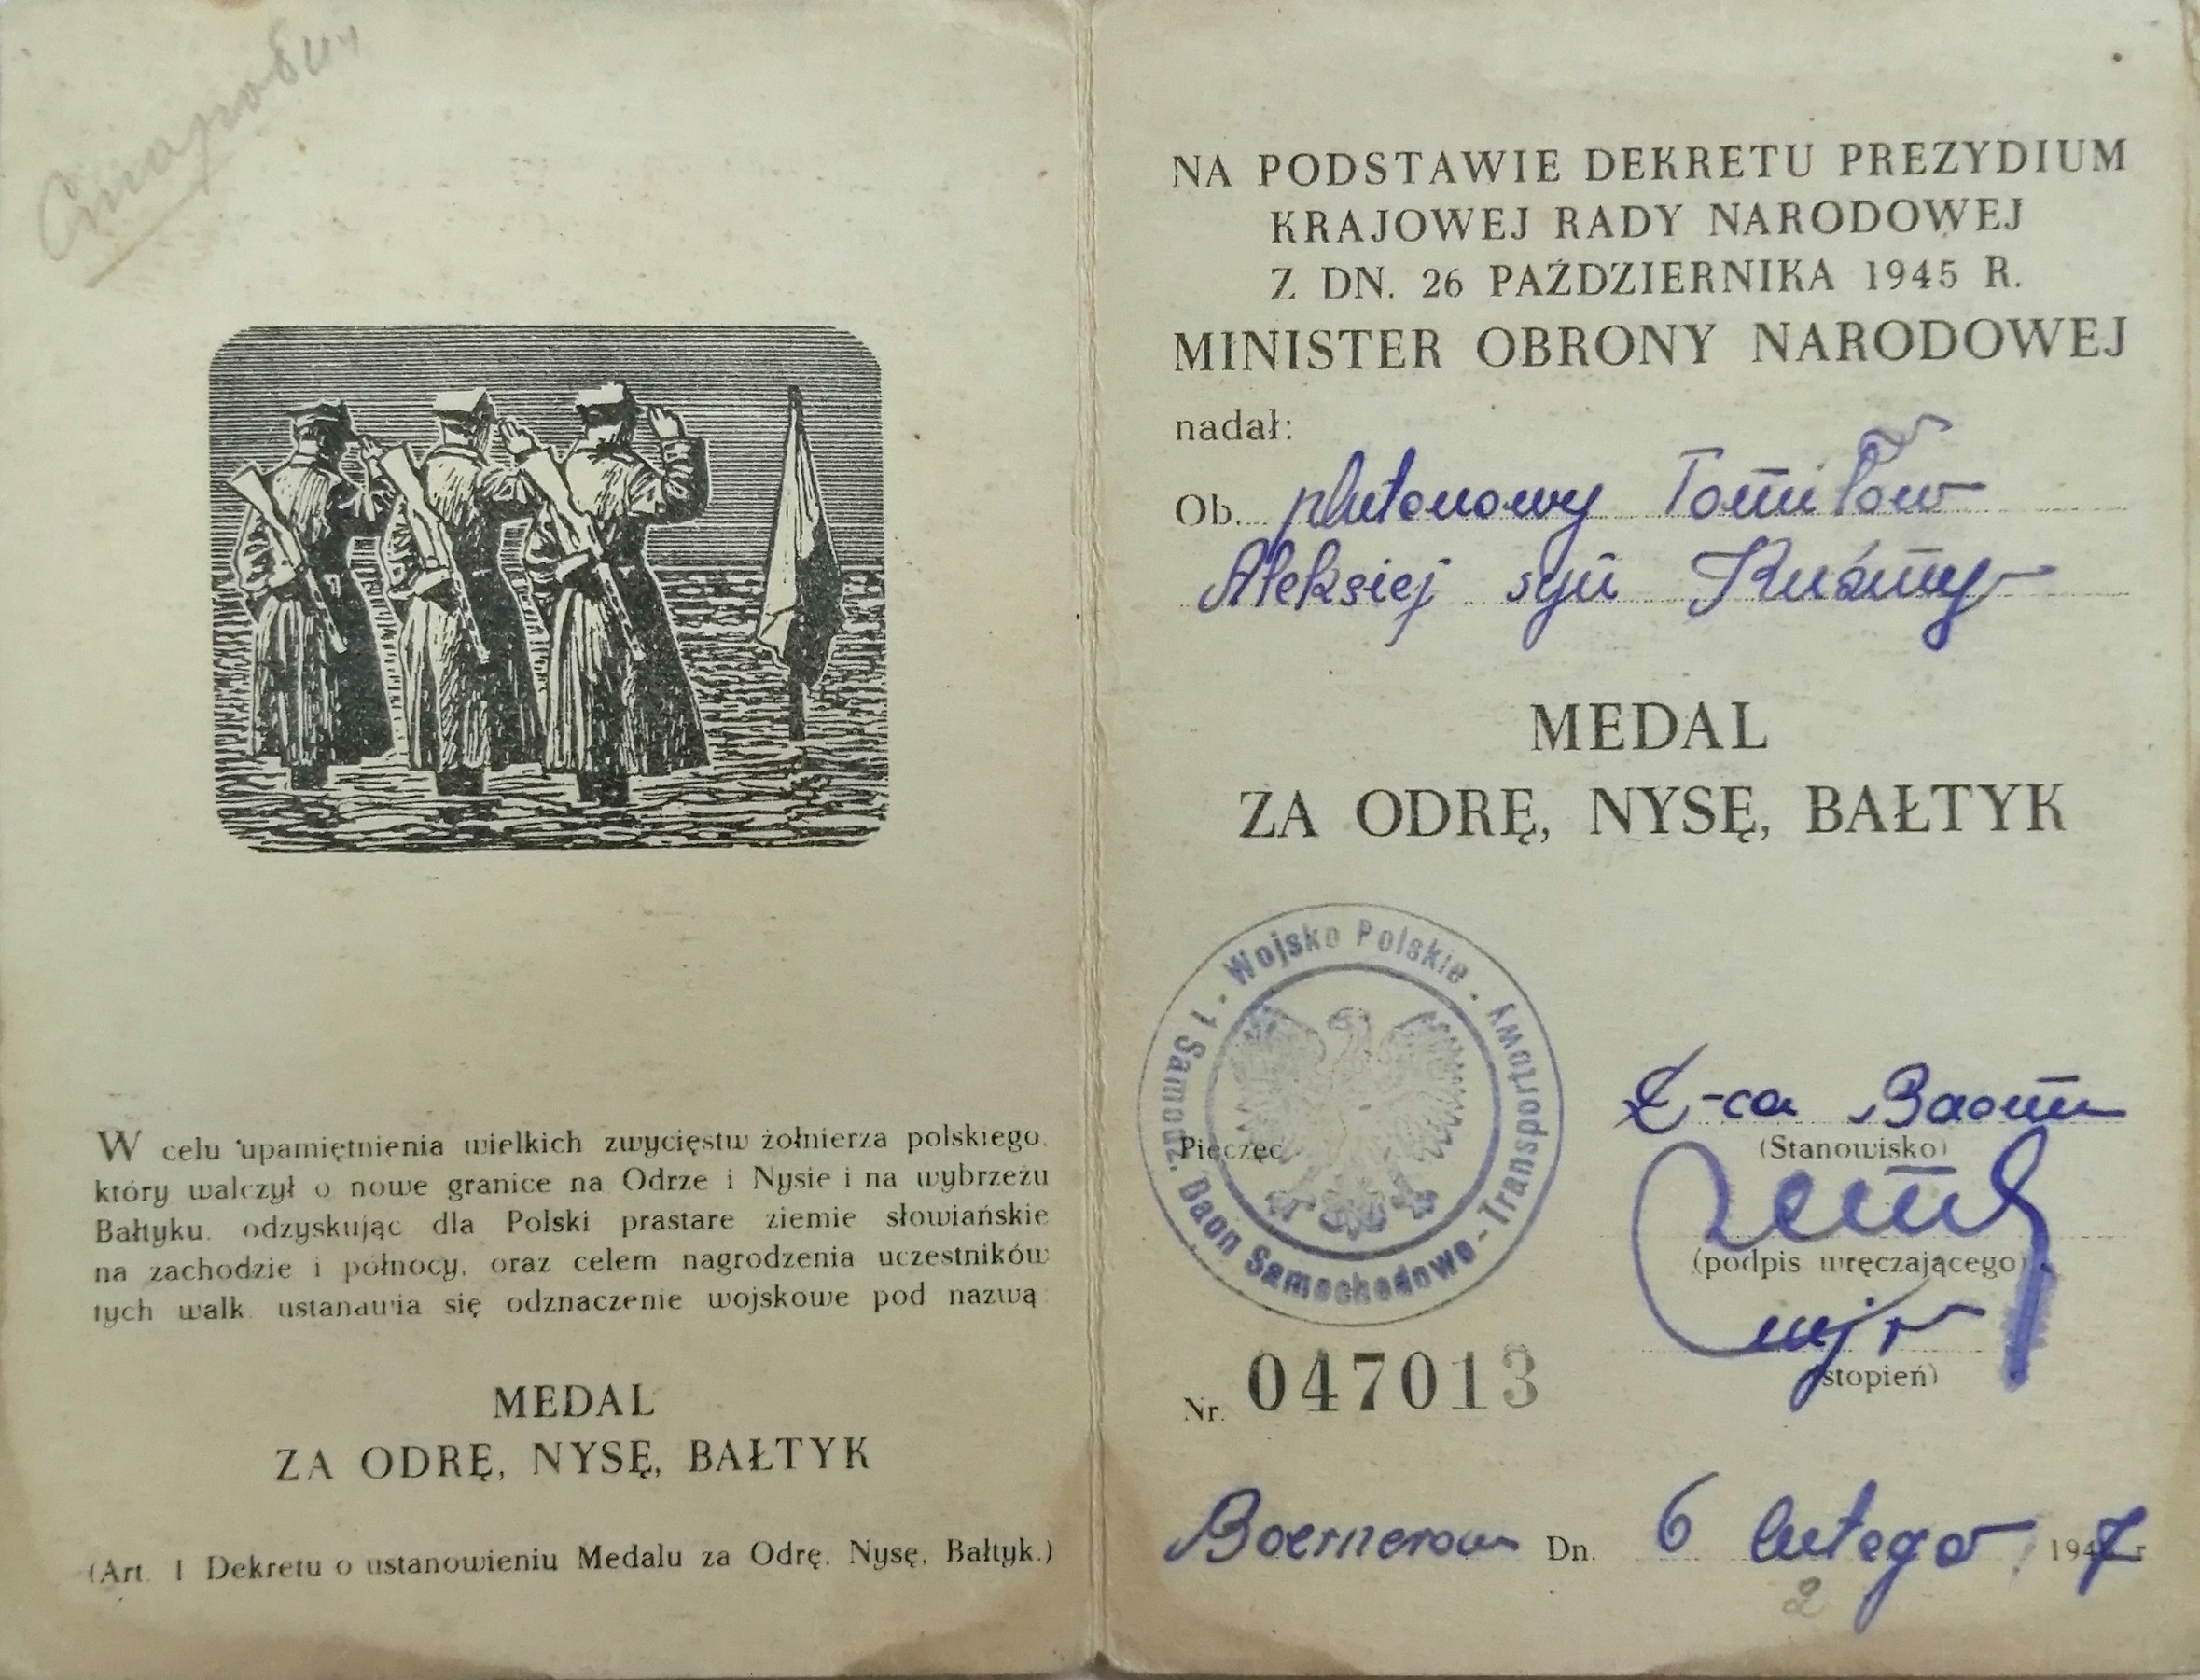 W celu upamiętnienia wielkich zwycięstw żołnierza polskiego,
który walczył o nowe granice na Odrze i Nysie i na wybrzeżu
Bałtyku, odzyskując dla Polski prastare ziemie słowiańskie
na zachodzie i północy, oraz celem nagrodzenia uczestników
tych walk, ustanawia się odznaczenie wojskowe pod nazwą:
MEDAL
ZA ODRĘ, NYSĘ, BAŁTYK
(Art. 1 Dekretu o ustanowieniu Medalu za Odrę, Nysę, Bałtyk.)
NA PODSTAWIE DEKRETU PREZYDIUM
KRAJOWEJ RADY NARODOWEJ
Z DN. 26 PAŹDZIERNIKA 1945 R.
MINISTER OBRONY NARODOWEJ
nadał:
Ob. plutonowy Tomiłow
Aleksiej syn Kuźmy
MEDAL
ZA ODRĘ, NYSĘ, BAŁTYK
Wojsko Polskie
1 Samodz. Baon Samochodowo-Transportowy
Pieczęć
Z-ca Baonu
(Stanowisko)
(podpis wręczającego)
mjr
(stopień)
Nr. 047013
Boernerowo Dn. 6 lutego 1947 r
2